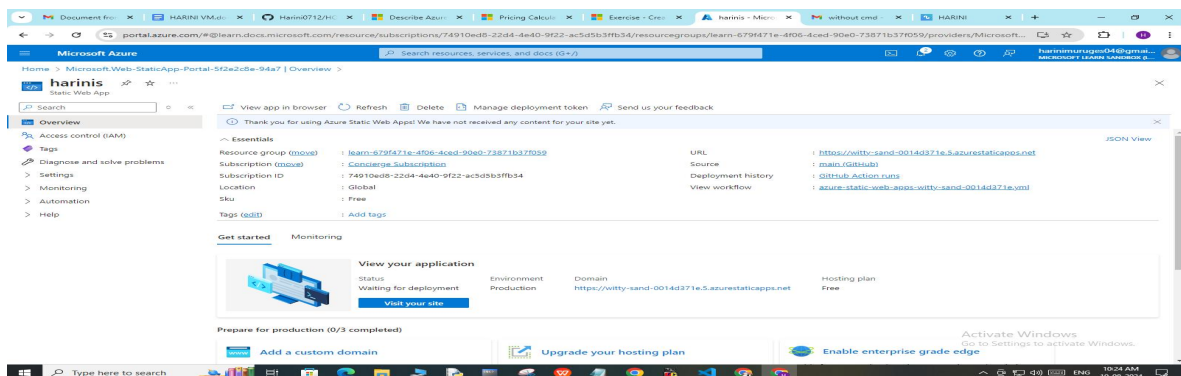 Document fro
HARINI VM.do
Harini0712/HC
Describe Azure
Pricing Calcula
Exercise - Crea
harinis - Micro
without cmd -
HARINI
portal.azure.com/#@learn.docs.microsoft.com/resource/subscriptions/74910ed8-22d4-4e40-9f22-ac5d5b3ffb34/resourcegroups/learn-679f471e-4f06-4ced-90e0-73871b37f059/providers/Microsoft...
Microsoft Azure
Search resources, services, and docs (G+/)
harinimuruges04@gmai...
MICROSOFT LEARN SANDBOX (L...
Home > Microsoft.Web-StaticApp-Portal-5f2e2c8e-94a7 | Overview >
harinis
Static Web App
Search
View app in browser Refresh Delete Manage deployment token Send us your feedback
Overview
Access control (IAM)
Tags
Diagnose and solve problems
Settings
Monitoring
Automation
Help
Thank you for using Azure Static Web Apps! We have not received any content for your site yet.
Essentials
JSON View
Resource group (move) : learn-679f471e-4f06-4ced-90e0-73871b37f059
Subscription (move) : Concierge Subscription
Subscription ID : 74910ed8-22d4-4e40-9f22-ac5d5b3ffb34
Location : Global
Sku : Free
Tags (edit) : Add tags
URL : https://witty-sand-0014d371e.5.azurestaticapps.net
Source : main (GitHub)
Deployment history : GitHub Action runs
View workflow : azure-static-web-apps-witty-sand-0014d371e.yml
Get started Monitoring
View your application
Status Environment Domain Hosting plan
Waiting for deployment Production https://witty-sand-0014d371e.5.azurestaticapps.net Free
Visit your site
Prepare for production (0/3 completed)
Add a custom domain
Upgrade your hosting plan
Enable enterprise grade edge
Activate Windows
Go to Settings to activate Windows.
Type here to search
ENG
10:24 AM
10-08-2024